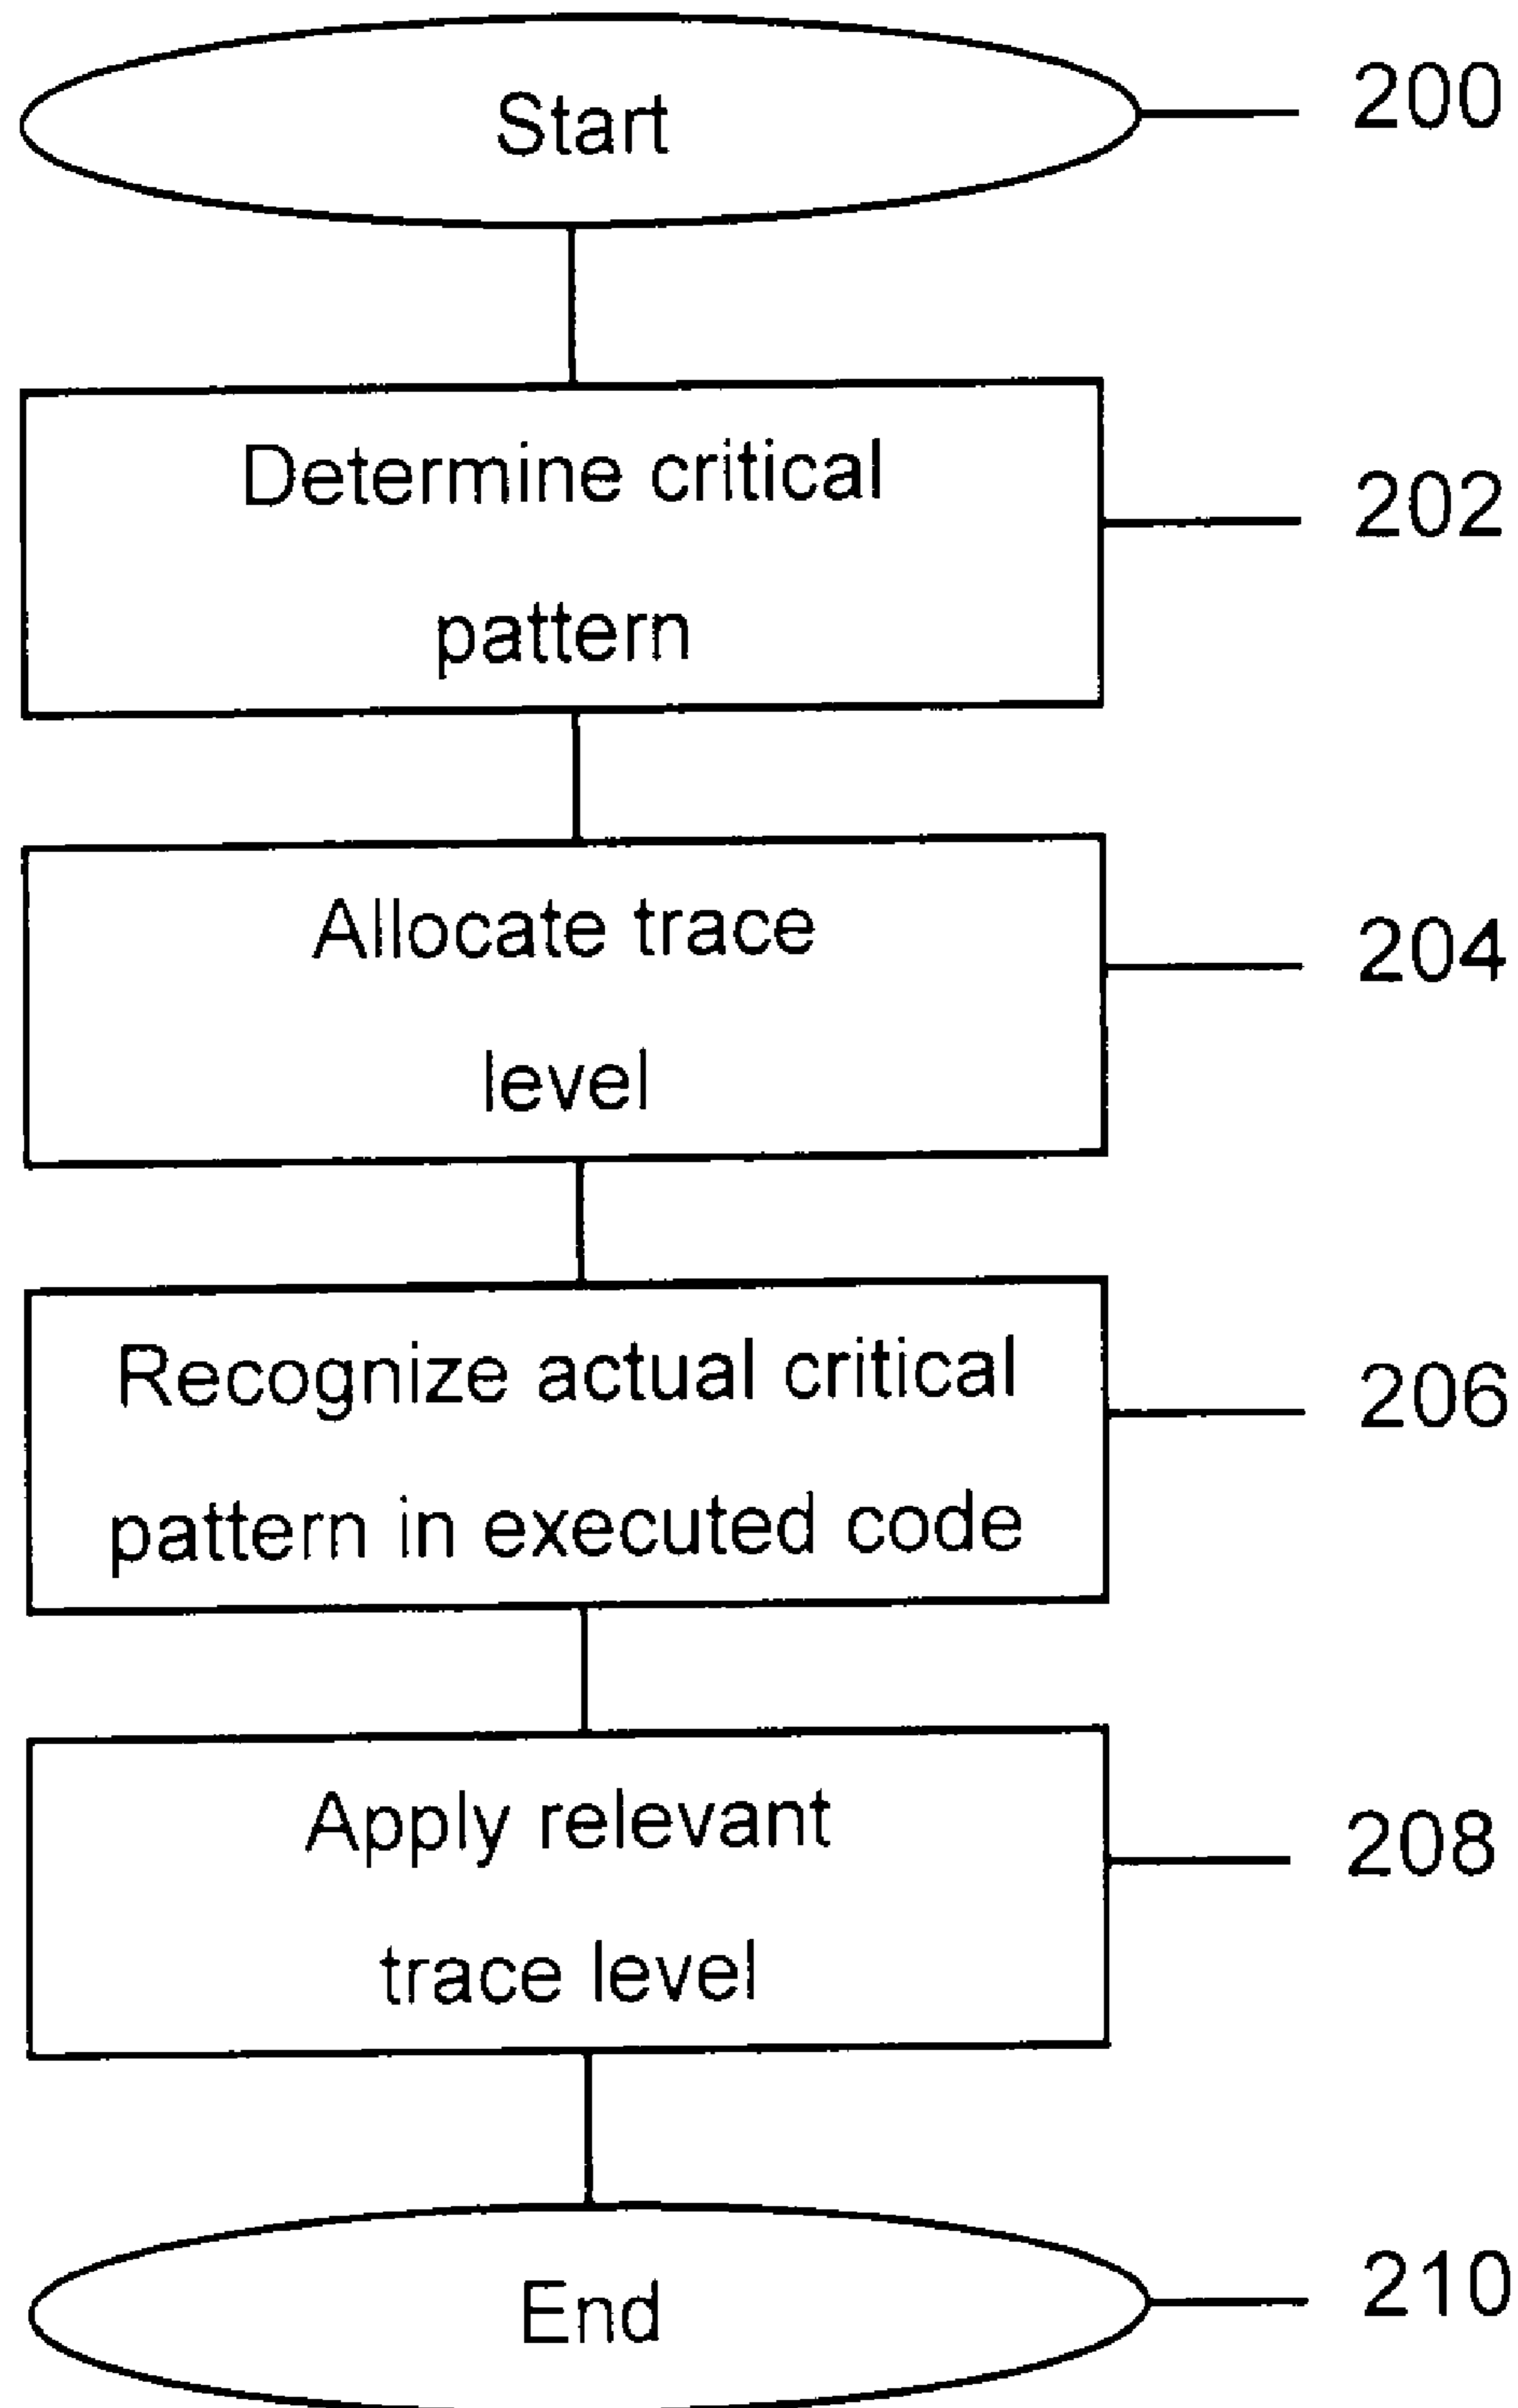 Start
200
Determine critical
pattern
202
Allocate trace
level
204
Recognize actual critical
pattern in executed code
206
Apply relevant
trace level
208
End
210